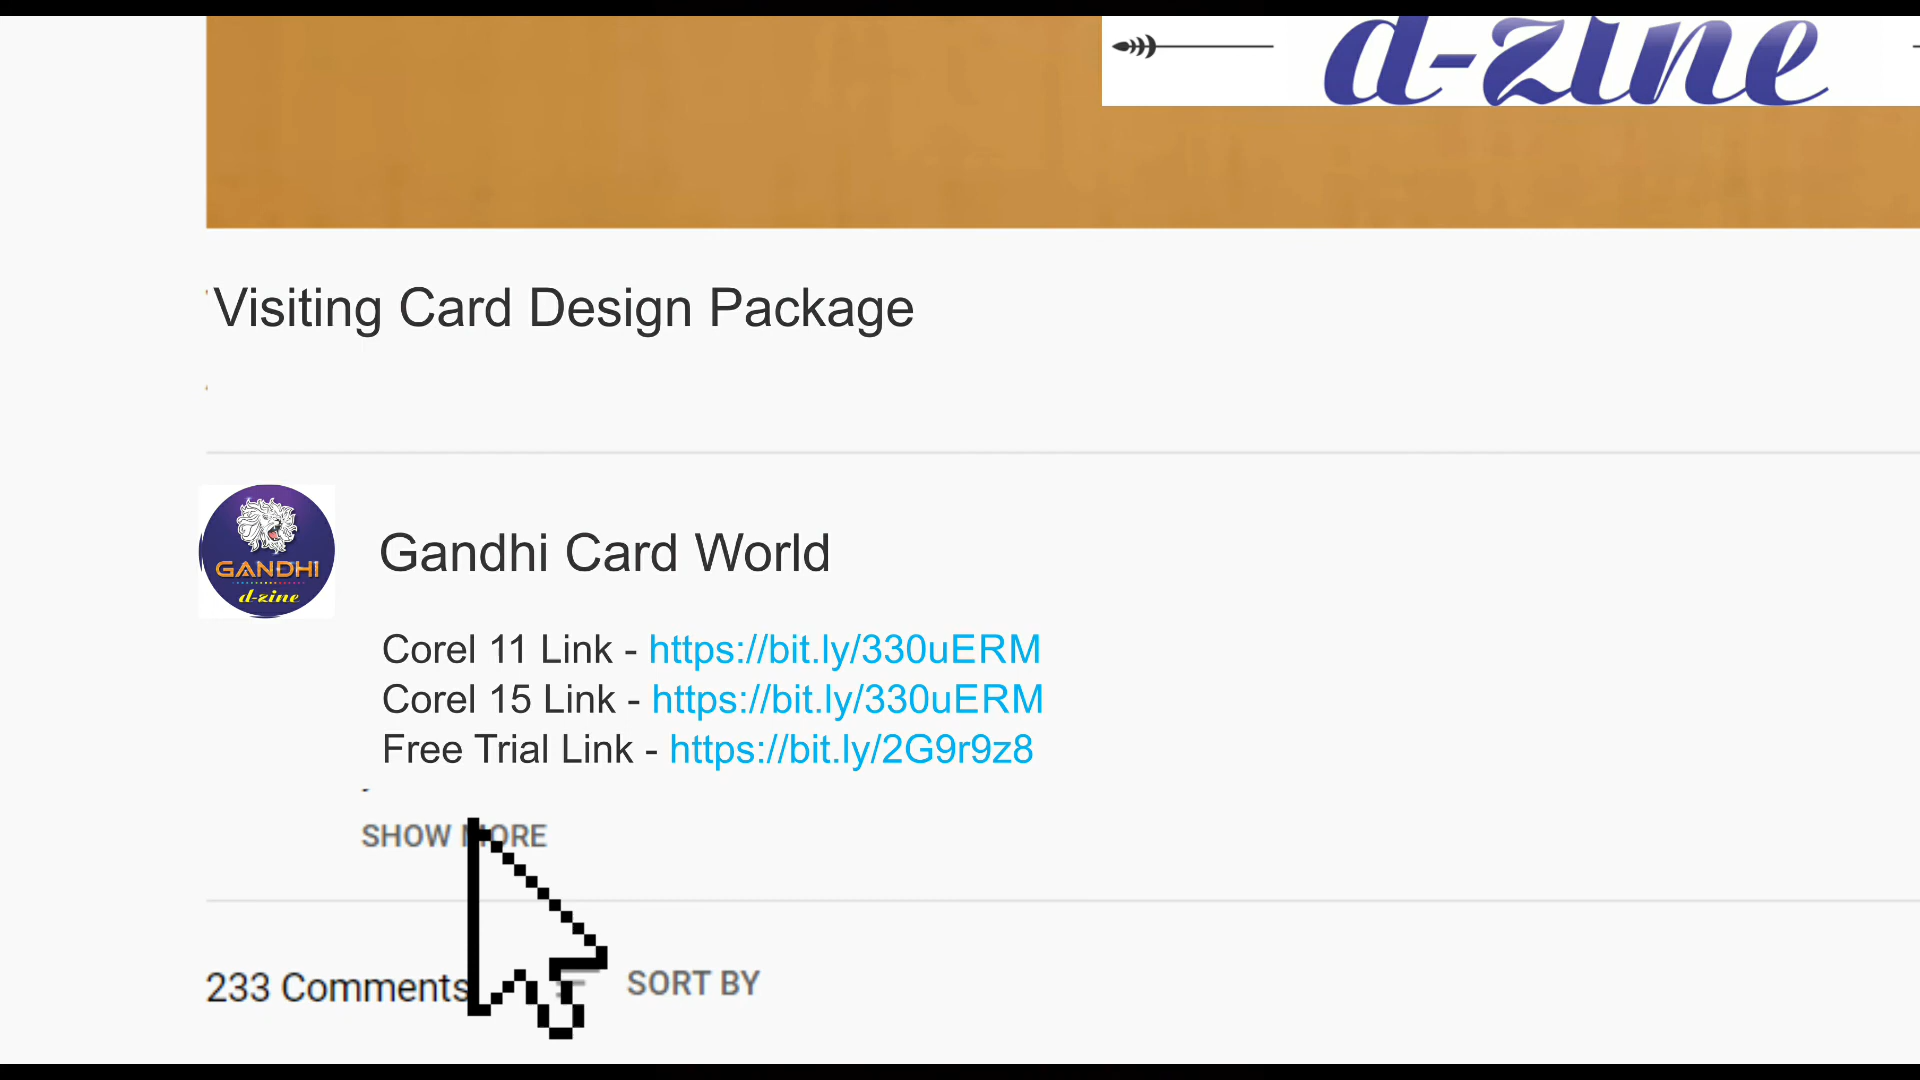 d-zine
Visiting Card Design Package
GANDHI
d-zine
Gandhi Card World
Corel 11 Link - https://bit.ly/330uERM
Corel 15 Link - https://bit.ly/330uERM
Free Trial Link - https://bit.ly/2G9r9z8
SHOW MORE
233 Comments
SORT BY